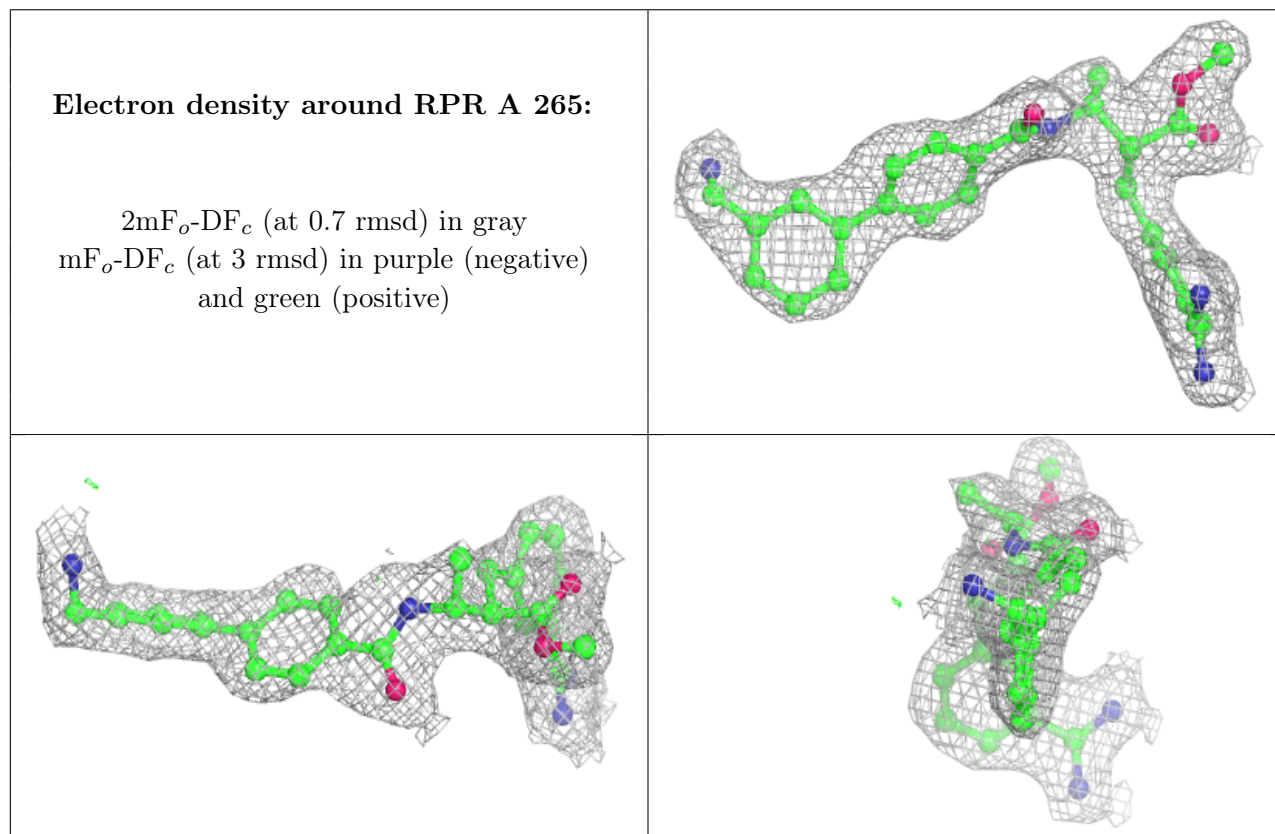 Electron density around RPR A 265:
2mFo-DFc (at 0.7 rmsd) in gray
mFo-DFc (at 3 rmsd) in purple (negative)
and green (positive)